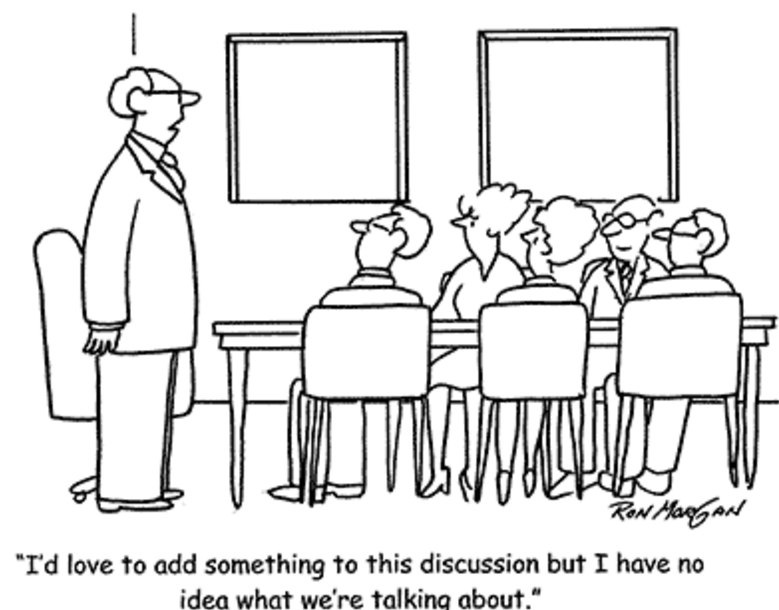 RON MORGAN
"I'd love to add something to this discussion but I have no
idea what we're talking about."